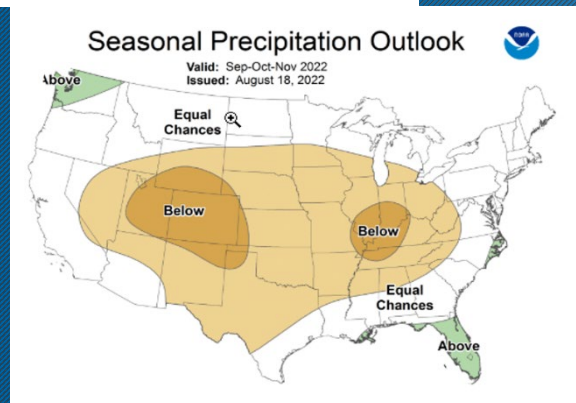 Seasonal Precipitation Outlook
noaa
Valid: Sep-Oct-Nov 2022
Issued: August 18, 2022
Above
Equal
Chances
Below
Below
Equal
Chances
Above